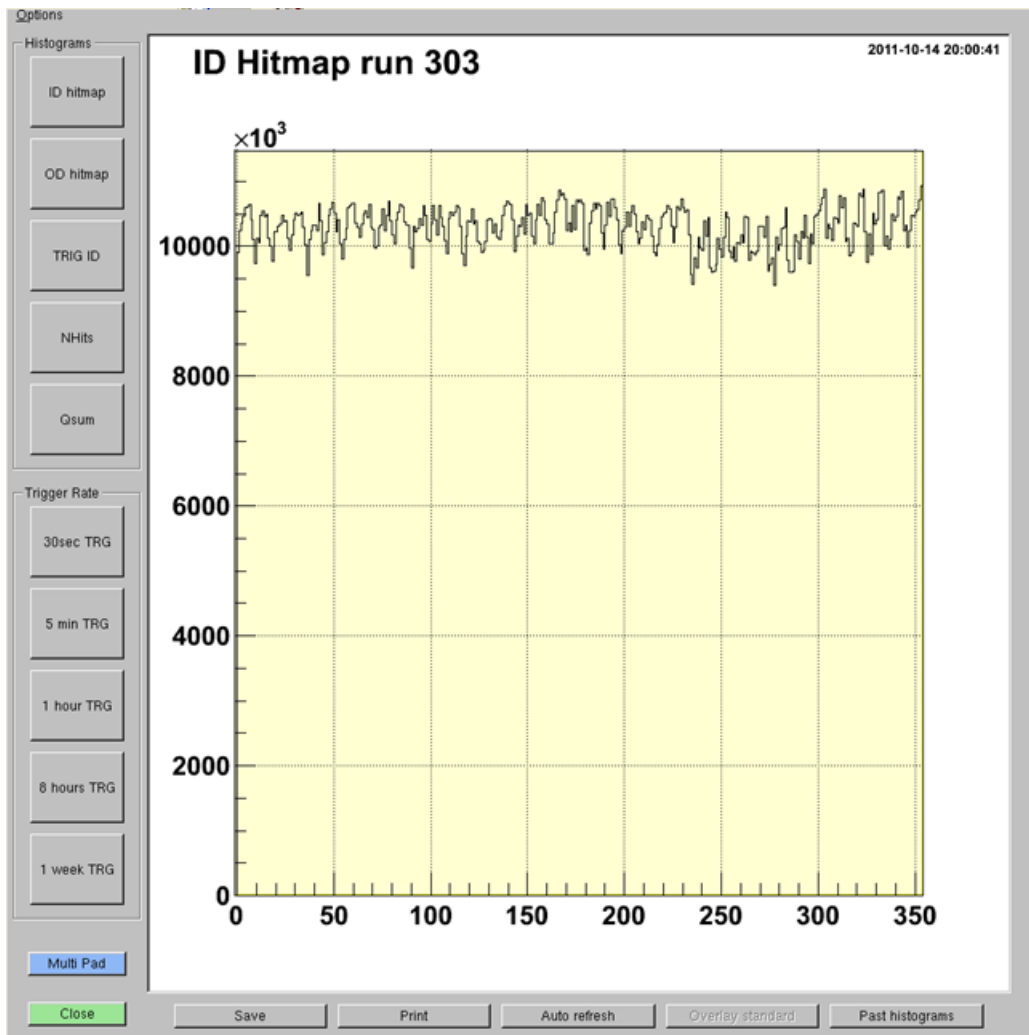 Options
Histograms
ID hitmap
OD hitmap
TRIG ID
NHits
Qsum
Trigger Rate
30sec TRG
5 min TRG
1 hour TRG
8 hours TRG
1 week TRG
Multi Pad
Close
ID Hitmap run 303
2011-10-14 20:00:41
×10³
10000
8000
6000
4000
2000
0
0 50 100 150 200 250 300 350
Save Print Auto refresh Overlay standard Past histograms